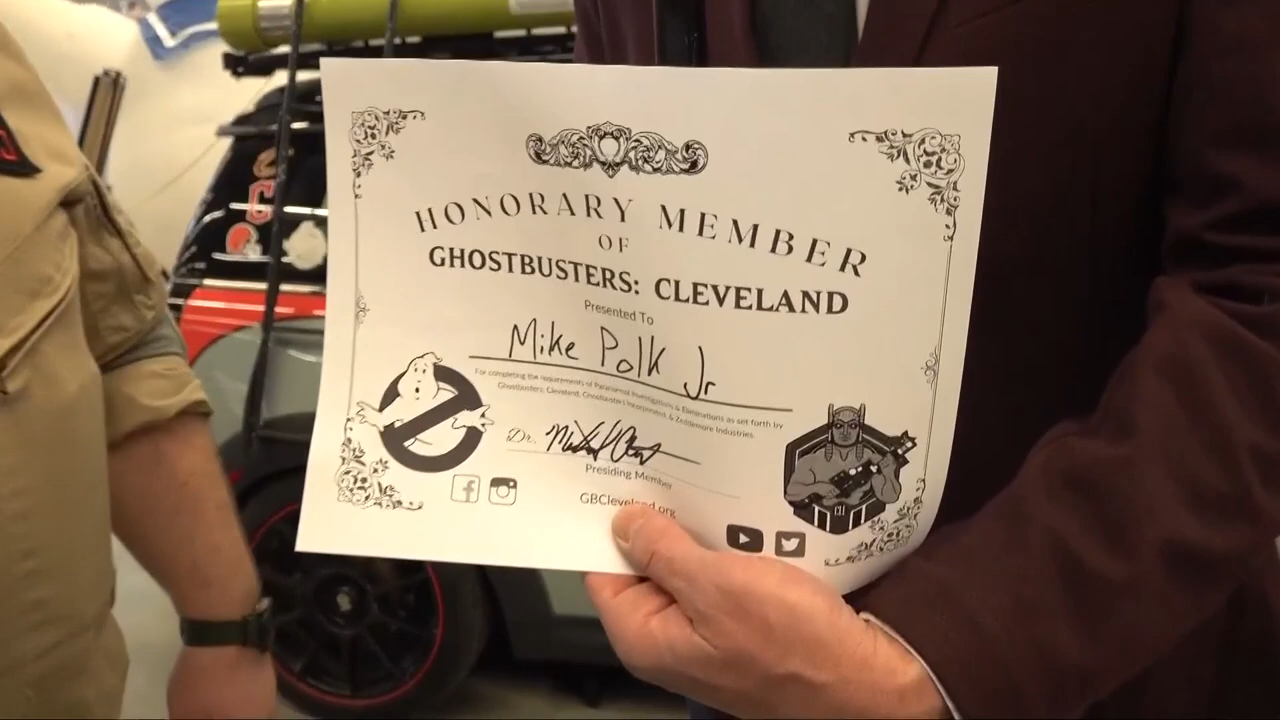 HONORARY MEMBER
OF
GHOSTBUSTERS: CLEVELAND
Presented To
Mike Polk Jr
For completing the requirements of Paranormal Investigations & Eliminations as set forth by
Ghostbusters: Cleveland, Ghostbusters Incorporated, & Zeddemore Industries.
Dr.
Presiding Member
GBCleveland.org